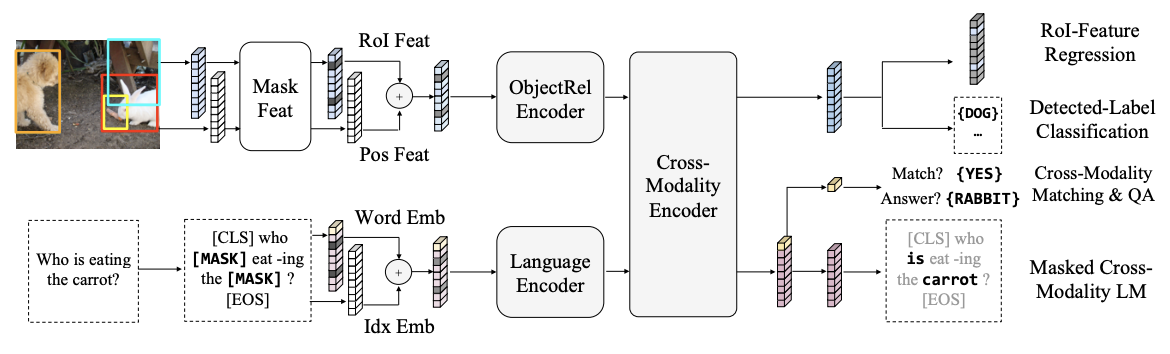 RoI Feat
Mask
Feat
+
Pos Feat
ObjectRel
Encoder
RoI-Feature
Regression
{DOG}
...
Detected-Label
Classification
Cross-
Modality
Encoder
Match? {YES}
Answer? {RABBIT}
Cross-Modality
Matching & QA
Who is eating
the carrot?
[CLS] who
[MASK] eat -ing
the [MASK] ?
[EOS]
Word Emb
+
Idx Emb
Language
Encoder
[CLS] who
is eat -ing
the carrot ?
[EOS]
Masked Cross-
Modality LM